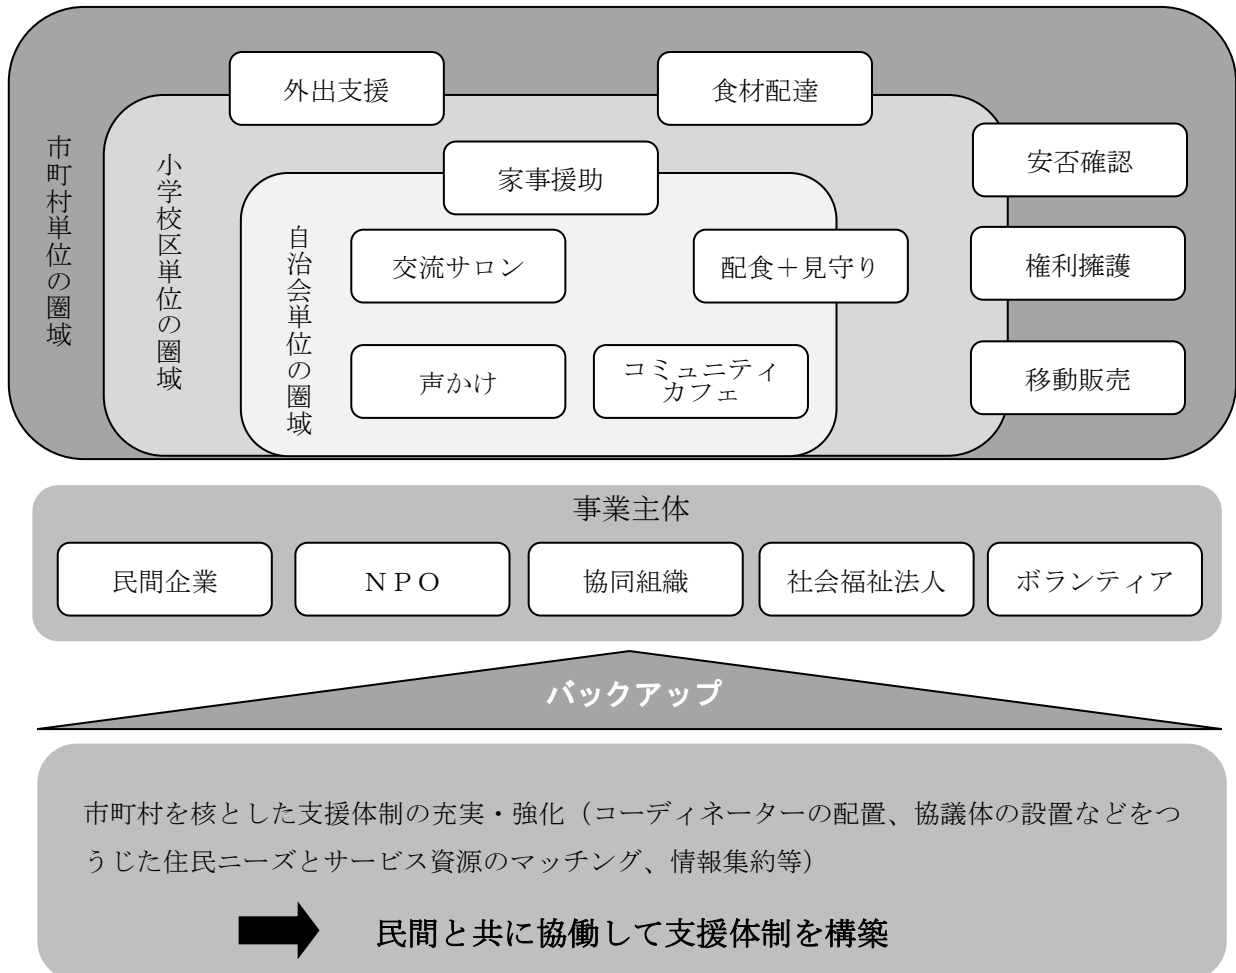 外出支援
食材配達
市町村単位の圏域
小学校区単位の圏域
家事援助
安否確認
自治会単位の圏域
交流サロン
配食＋見守り
権利擁護
声かけ
コミュニティ
カフェ
移動販売
事業主体
民間企業
ＮＰＯ
協同組織
社会福祉法人
ボランティア
バックアップ
市町村を核とした支援体制の充実・強化（コーディネーターの配置、協議体の設置などをつ
うじた住民ニーズとサービス資源のマッチング、情報集約等）
民間と共に協働して支援体制を構築